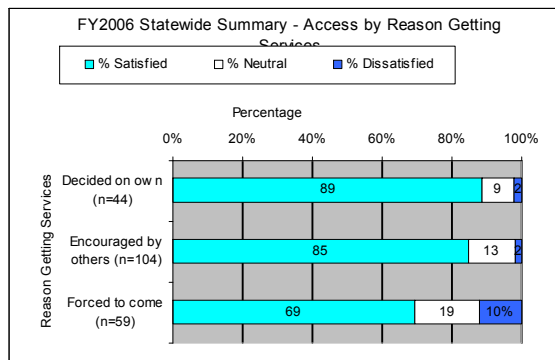 FY2006 Statewide Summary - Access by Reason Getting
Services
% Satisfied % Neutral % Dissatisfied
Percentage
0% 20% 40% 60% 80% 100%
Reason Getting Services
Decided on own
(n=44)
89 9 2
Encouraged by
others (n=104)
85 13 2
Forced to come
(n=59)
69 19 10%